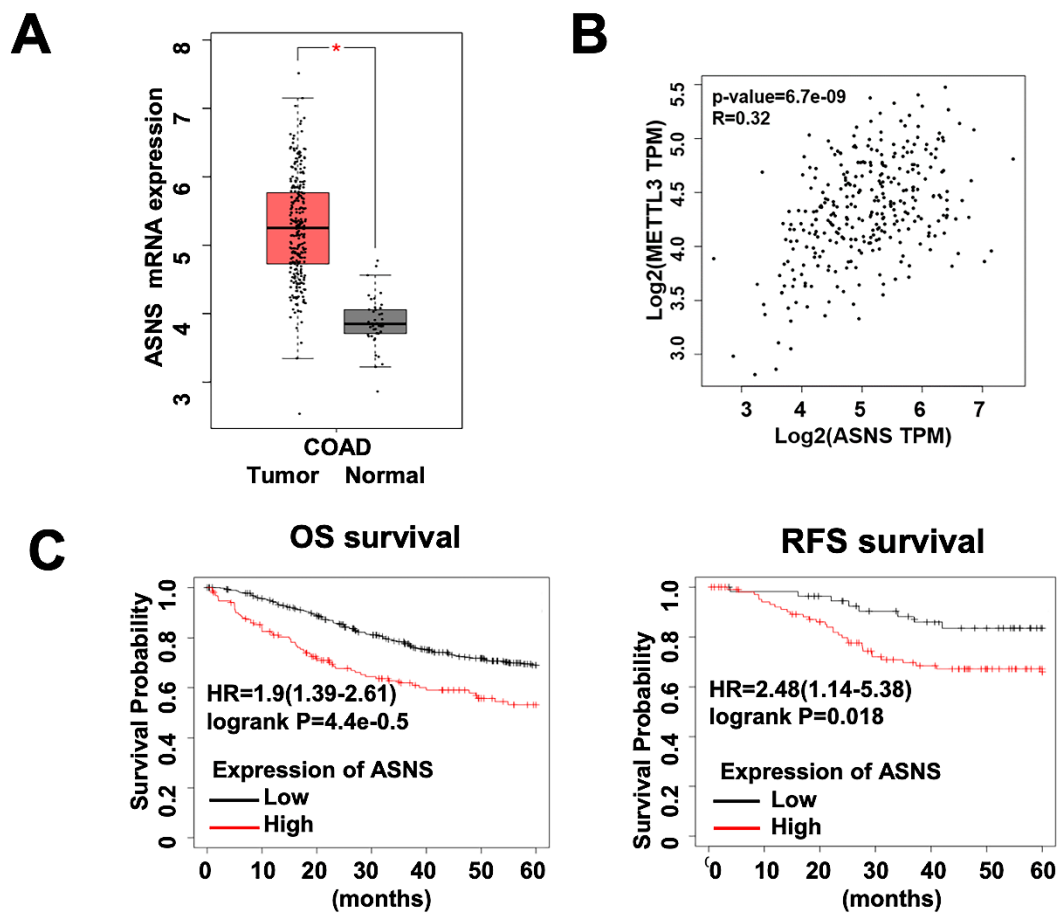 A
ASNS mRNA expression
8
7
6
5
4
3
*
COAD
Tumor Normal
B
p-value=6.7e-09
R=0.32
Log2(METTL3 TPM)
5.5
5.0
4.5
4.0
3.5
3.0
3 4 5 6 7
Log2(ASNS TPM)
C
OS survival
Survival Probability
1.0
0.8
0.6
0.4
0.2
0
HR=1.9(1.39-2.61)
logrank P=4.4e-0.5
Expression of ASNS
Low
High
0 10 20 30 40 50 60
(months)
RFS survival
Survival Probability
1.0
0.8
0.6
0.4
0.2
0
HR=2.48(1.14-5.38)
logrank P=0.018
Expression of ASNS
Low
High
0 10 20 30 40 50 60
(months)